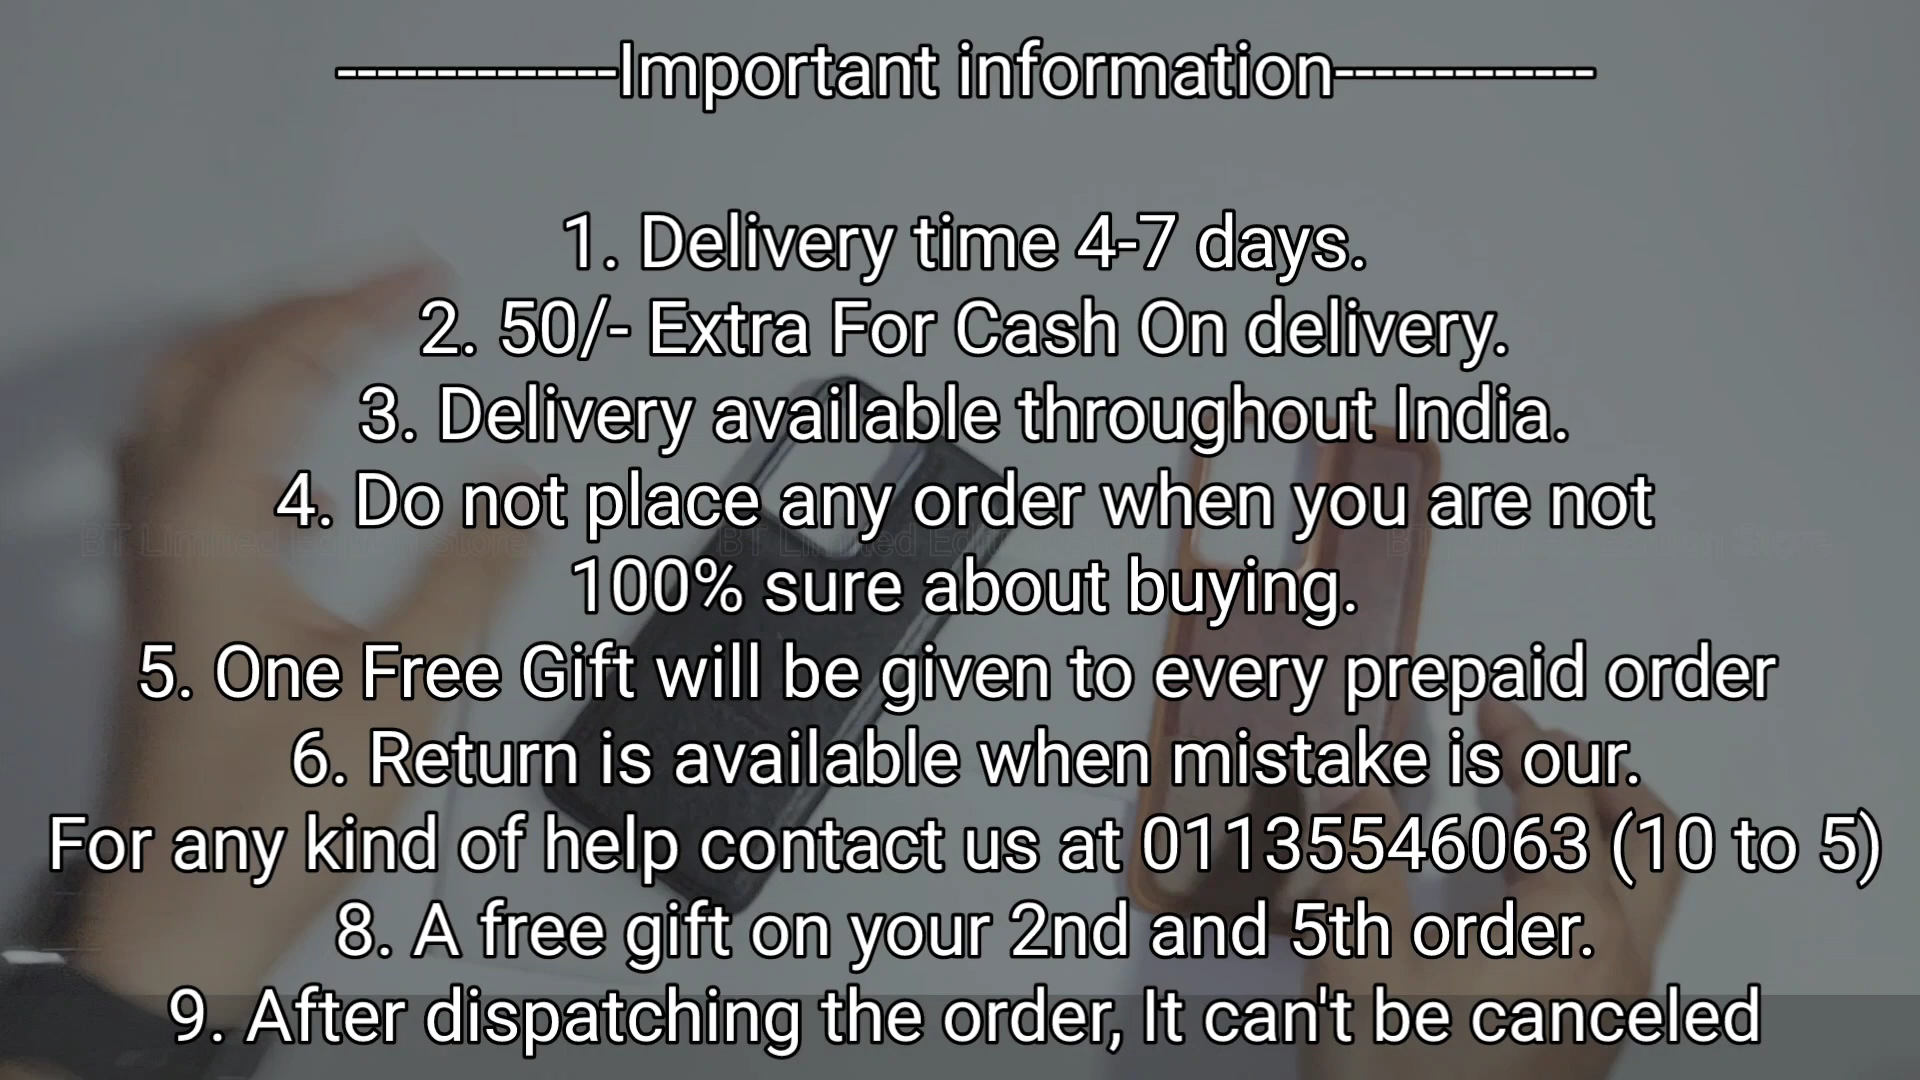 --------------Important information-------------
1. Delivery time 4-7 days.
2. 50/- Extra For Cash On delivery.
3. Delivery available throughout India.
4. Do not place any order when you are not
100% sure about buying.
5. One Free Gift will be given to every prepaid order
6. Return is available when mistake is our.
For any kind of help contact us at 01135546063 (10 to 5)
8. A free gift on your 2nd and 5th order.
9. After dispatching the order, It can't be canceled